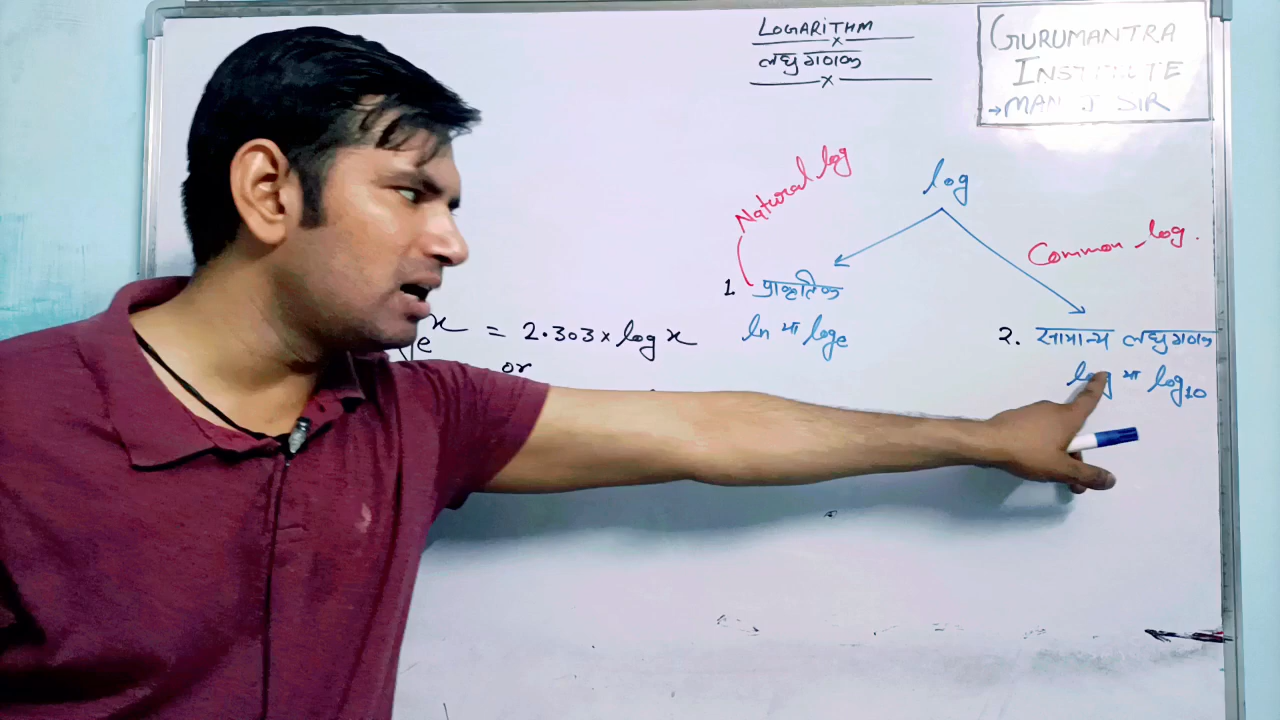 LOGARITHM
लघु गणक
GURUMANTRA
INSTITUTE
→ SIR
log
Natural log
Common log.
1. प्राकृतिक
ln या logₑ
2. सामान्य लघुगणक
log या log₁₀
e x = 2.303 × log x
or